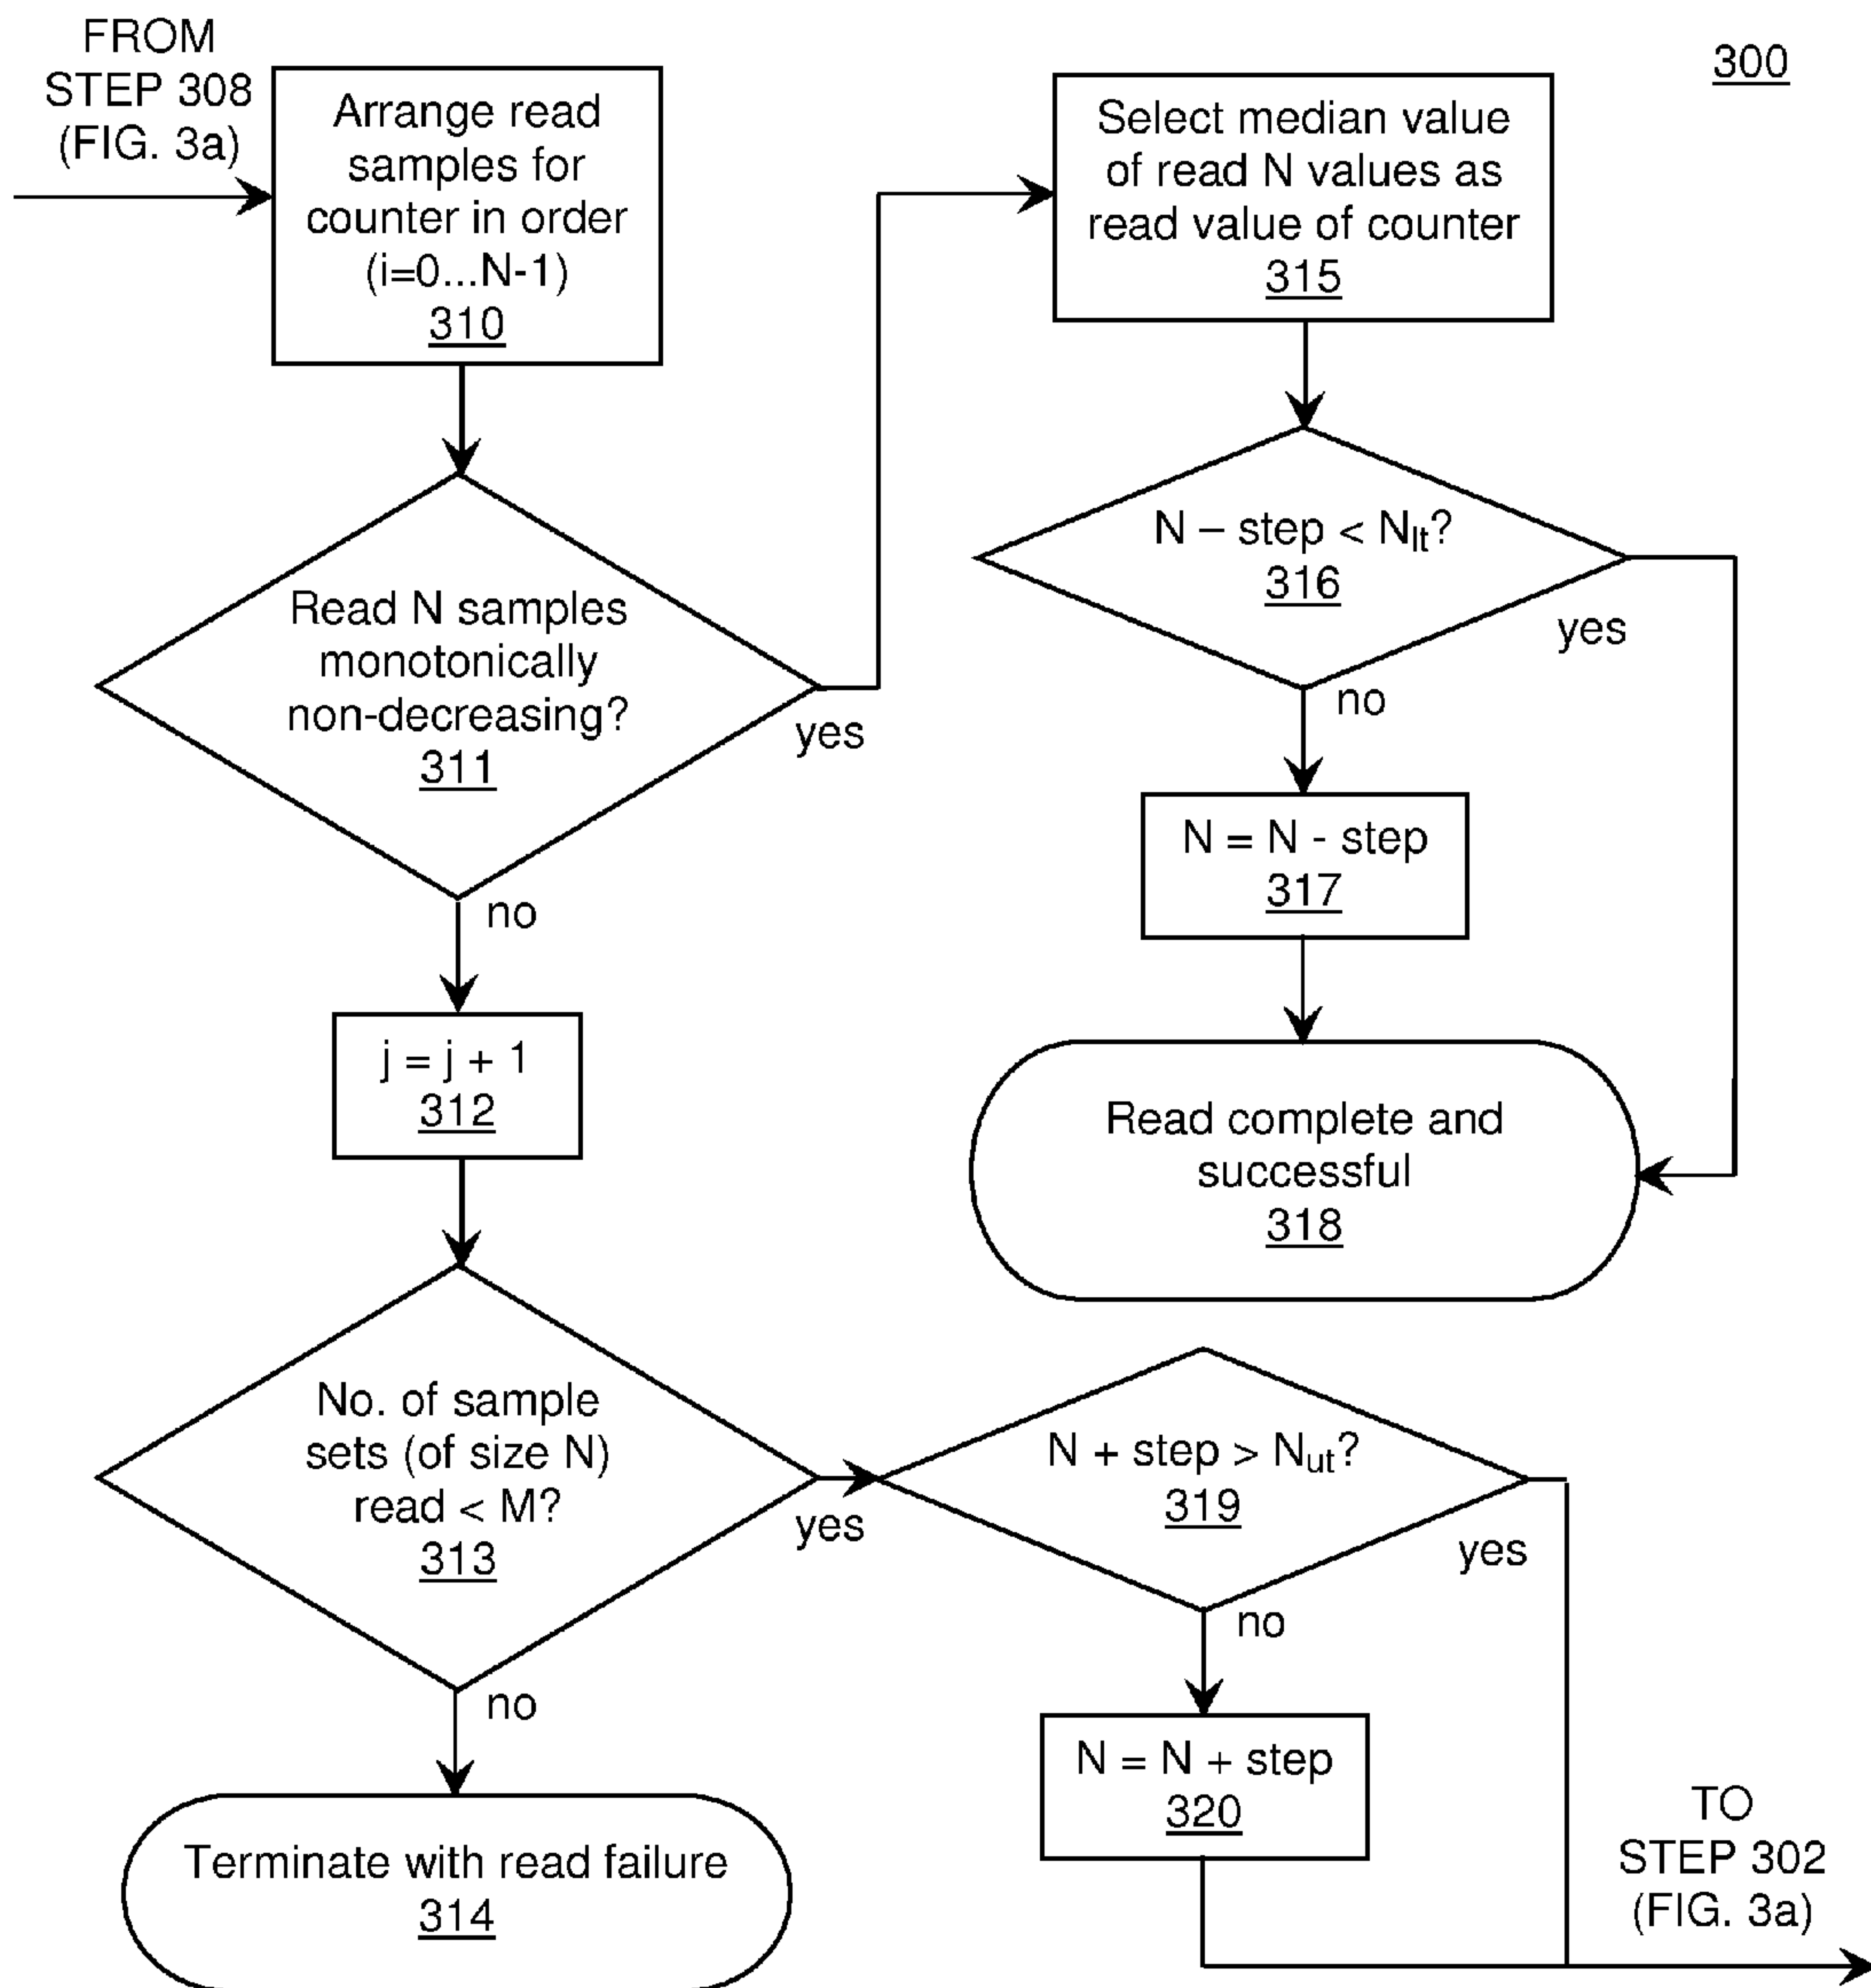 FROM
STEP 308
(FIG. 3a)
300
Arrange read
samples for
counter in order
(i=0...N-1)
310
Select median value
of read N values as
read value of counter
315
Read N samples
monotonically
non-decreasing?
311
yes
no
N – step < Nlt?
316
yes
no
N = N - step
317
j = j + 1
312
Read complete and
successful
318
No. of sample
sets (of size N)
read < M?
313
yes
no
N + step > Nut?
319
yes
no
N = N + step
320
Terminate with read failure
314
TO
STEP 302
(FIG. 3a)